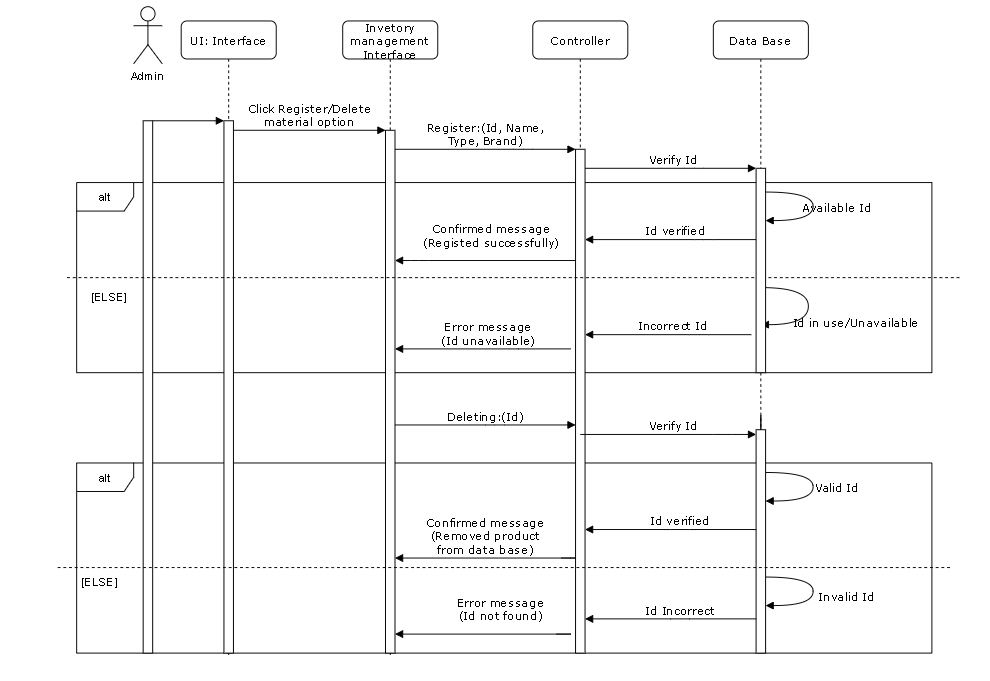 Admin
UI: Interface
Invetory
management
Interface
Controller
Data Base
Click Register/Delete
material option
Register:(Id, Name,
Type, Brand)
Verify Id
alt
Available Id
Id verified
Confirmed message
(Registed successfully)
[ELSE]
Id in use/Unavailable
Incorrect Id
Error message
(Id unavailable)
Deleting:(Id)
Verify Id
alt
Valid Id
Id verified
Confirmed message
(Removed product
from data base)
[ELSE]
Invalid Id
Id Incorrect
Error message
(Id not found)